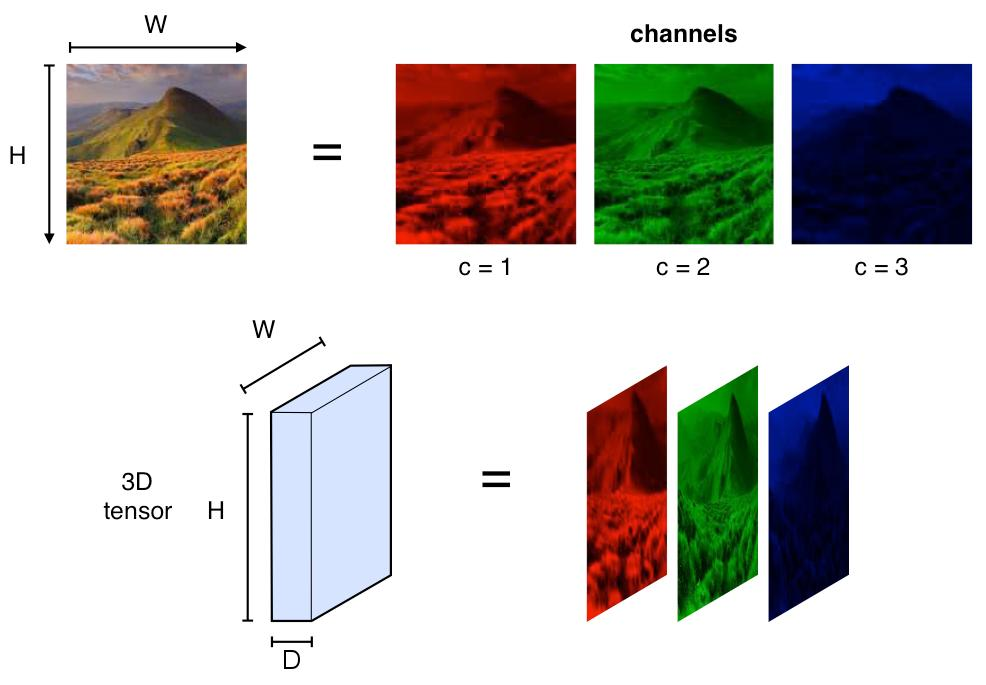 W
channels
H
=
c = 1
c = 2
c = 3
W
3D
tensor
H
=
D